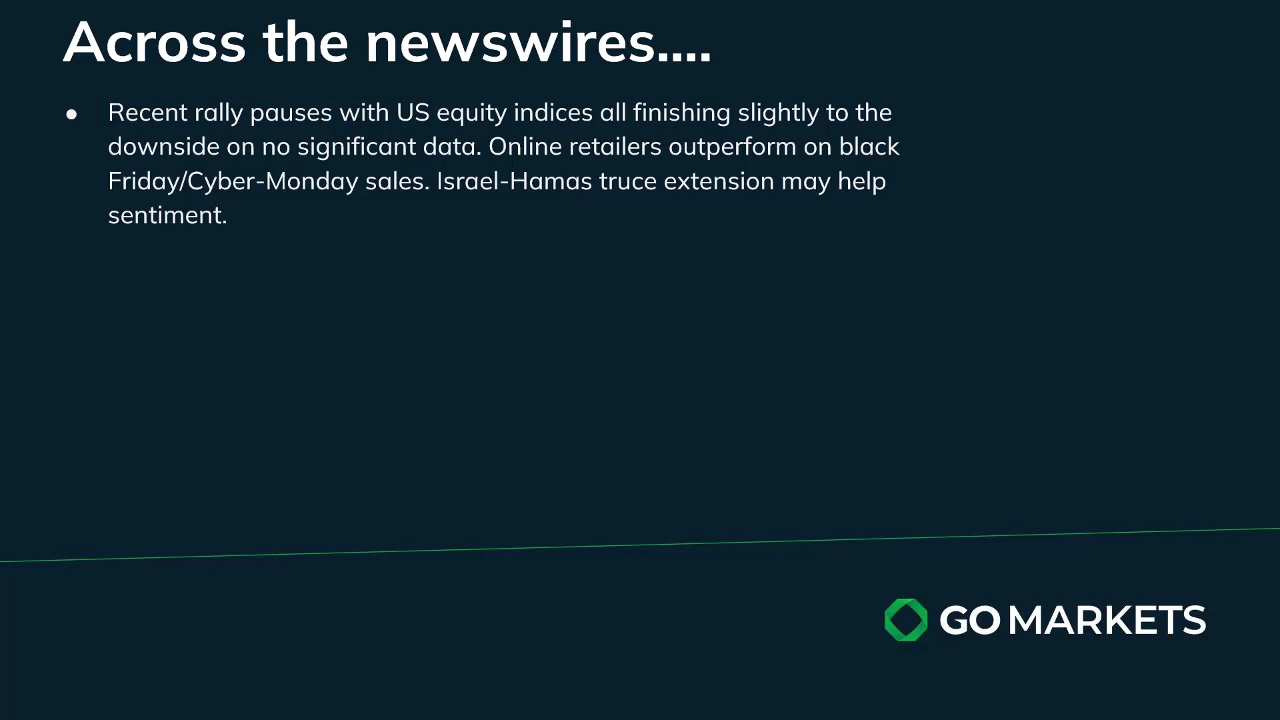 Across the newswires....
● Recent rally pauses with US equity indices all finishing slightly to the
downside on no significant data. Online retailers outperform on black
Friday/Cyber-Monday sales. Israel-Hamas truce extension may help
sentiment.
GO MARKETS